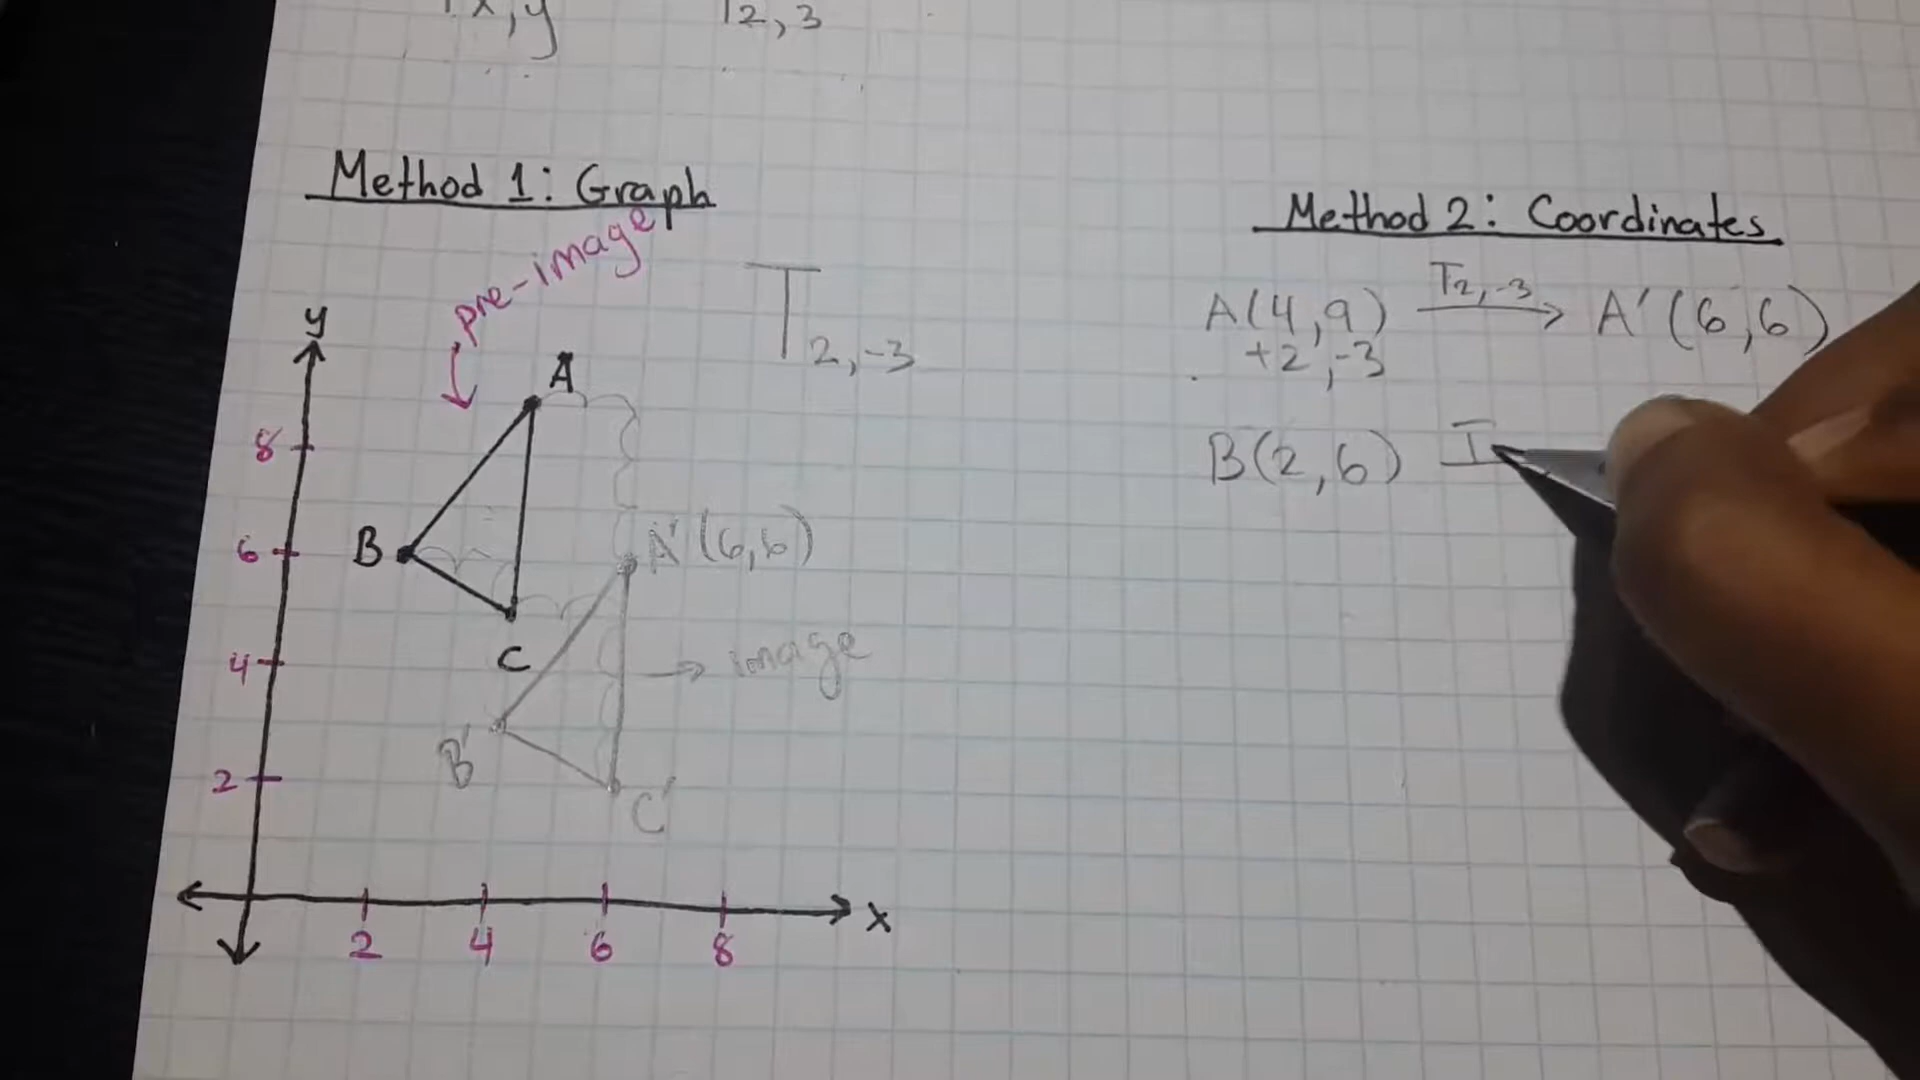 T x, y T 2, 3
Method 1: Graph
Method 2: Coordinates
pre-image
T 2, -3
A(4,9) T2,-3 A'(6,6)
+2,-3
B(2,6) T
y
A
8
6
B
A'(6,6)
C
4
image
B'
2
C'
x
2 4 6 8